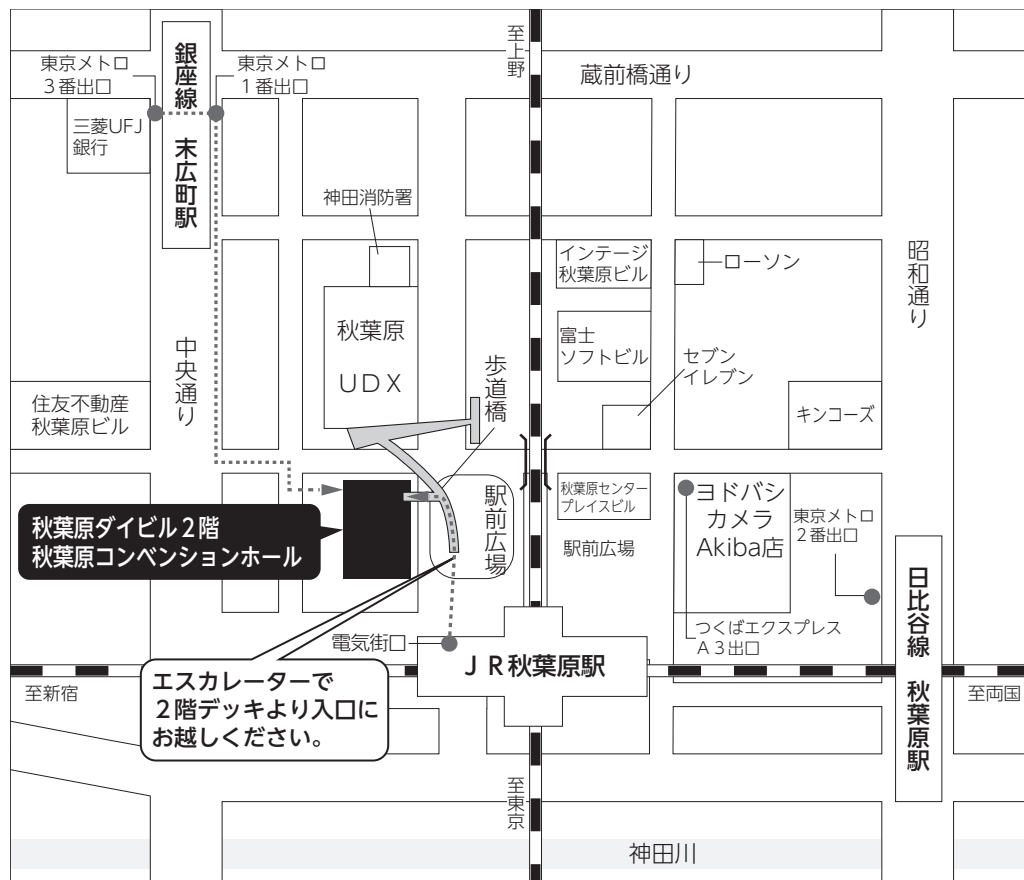 至上野
蔵前橋通り
東京メトロ
３番出口
銀座線 末広町駅
東京メトロ
１番出口
三菱UFJ
銀行
神田消防署
インテージ
秋葉原ビル
ローソン
昭和通り
秋葉原
UDX
富士
ソフトビル
セブン
イレブン
中央通り
歩道橋
住友不動産
秋葉原ビル
キンコーズ
駅前広場
秋葉原センター
プレイスビル
駅前広場
ヨドバシ
カメラ
Akiba店
東京メトロ
２番出口
秋葉原ダイビル２階
秋葉原コンベンションホール
日比谷線 秋葉原駅
つくばエクスプレス
A３出口
電気街口
ＪＲ秋葉原駅
至新宿
至両国
エスカレーターで
２階デッキより入口に
お越しください。
至東京
神田川